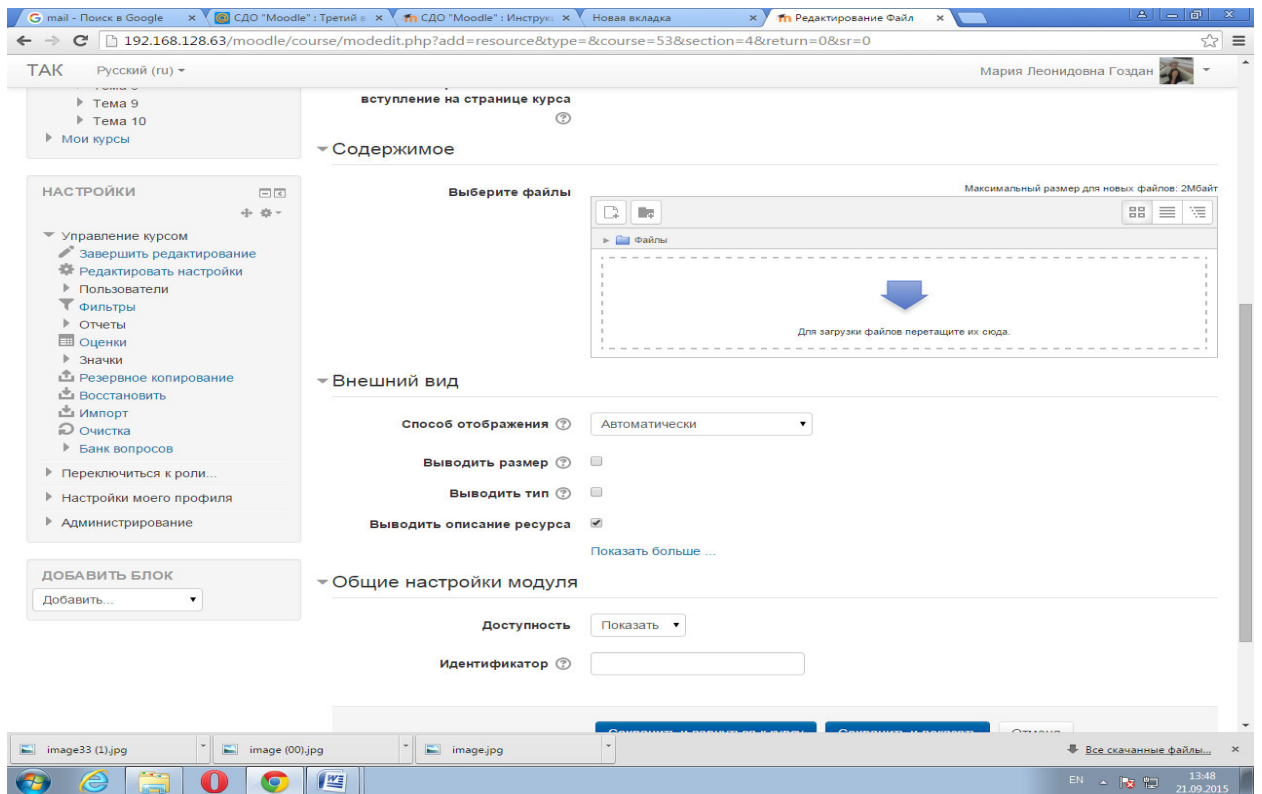 mail - Поиск в Google
СДО "Moodle" : Третий в
СДО "Moodle" : Инструк
Новая вкладка
Редактирование Файл
192.168.128.63/moodle/course/modedit.php?add=resource&type=&course=53&section=4&return=0&sr=0
ТАК Русский (ru)
Мария Леонидовна Гоздан
Тема 9
Тема 10
Мои курсы
НАСТРОЙКИ
Управление курсом
Завершить редактирование
Редактировать настройки
Пользователи
Фильтры
Отчеты
Оценки
Значки
Резервное копирование
Восстановить
Импорт
Очистка
Банк вопросов
Переключиться к роли...
Настройки моего профиля
Администрирование
ДОБАВИТЬ БЛОК
Добавить...
вступление на странице курса
Содержимое
Выберите файлы
Максимальный размер для новых файлов: 2Мбайт
Файлы
Для загрузки файлов перетащите их сюда.
Внешний вид
Способ отображения Автоматически
Выводить размер
Выводить тип
Выводить описание ресурса
Показать больше ...
Общие настройки модуля
Доступность Показать
Идентификатор
image33 (1).jpg
image (00).jpg
image.jpg
Все скачанные файлы...
EN
13:48
21.09.2015